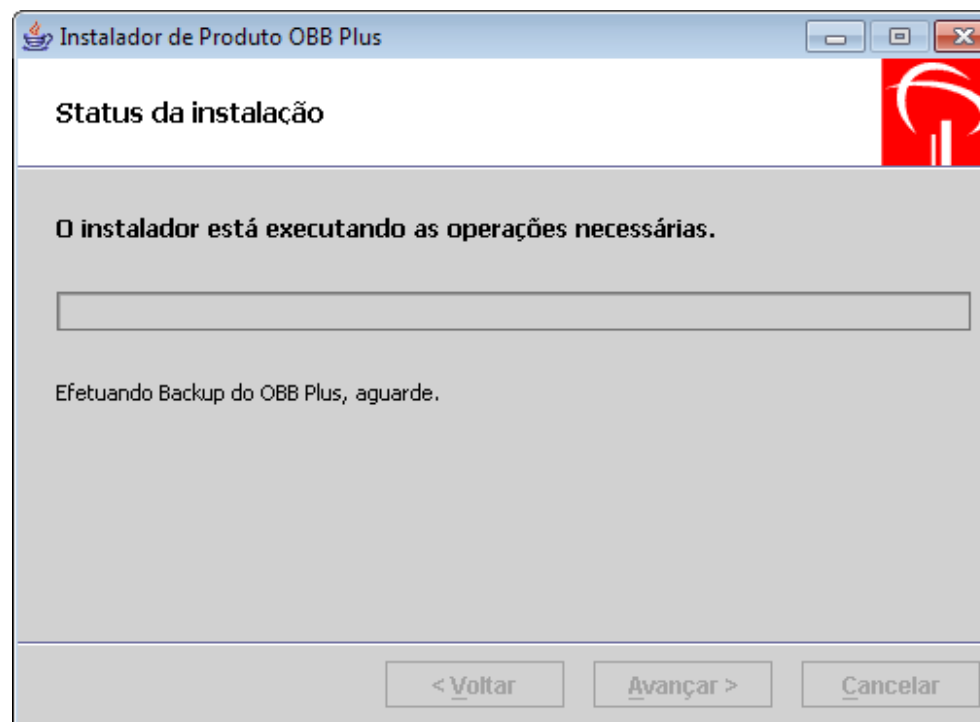 Instalador de Produto OBB Plus
Status da instalação
O instalador está executando as operações necessárias.
Efetuando Backup do OBB Plus, aguarde.
< Voltar
Avançar >
Cancelar